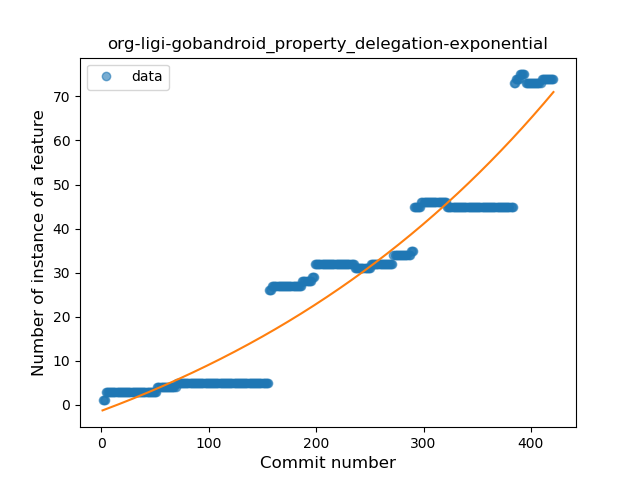 org-ligi-gobandroid_property_delegation-exponential
data
Number of instance of a feature
70
60
50
40
30
20
10
0
0 100 200 300 400
Commit number